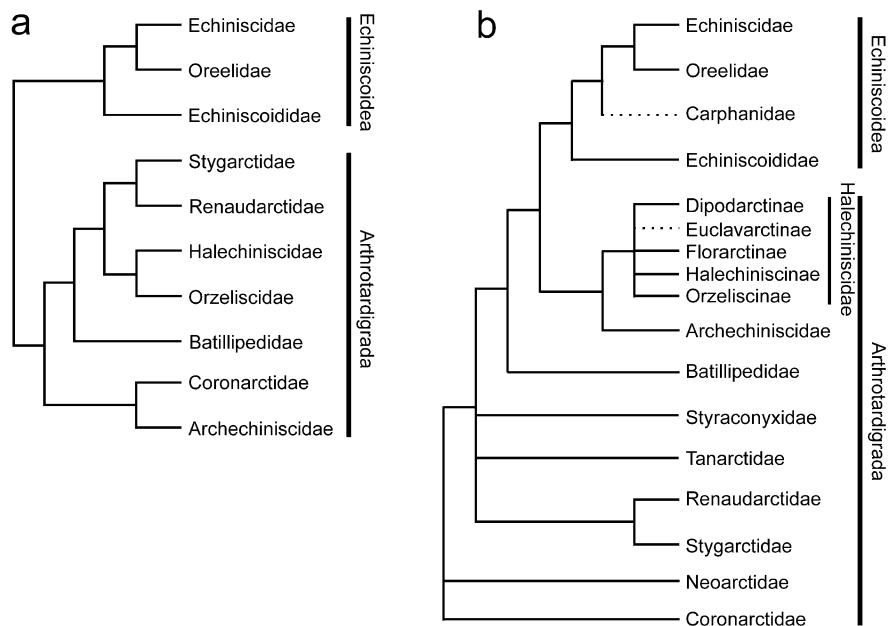 a
Echiniscidae
Oreelidae
Echiniscoididae
Echiniscoidea
Stygarctidae
Renaudarctidae
Halechiniscidae
Orzeliscidae
Batillipedidae
Coronarctidae
Archechiniscidae
Arthrotardigrada
b
Echiniscidae
Oreelidae
Carphanidae
Echiniscoididae
Echiniscoidea
Dipodarctinae
Euclavarctinae
Florarctinae
Halechiniscinae
Orzeliscinae
Halechiniscidae
Archechiniscidae
Batillipedidae
Styraconyxidae
Tanarctidae
Renaudarctidae
Stygarctidae
Neoarctidae
Coronarctidae
Arthrotardigrada